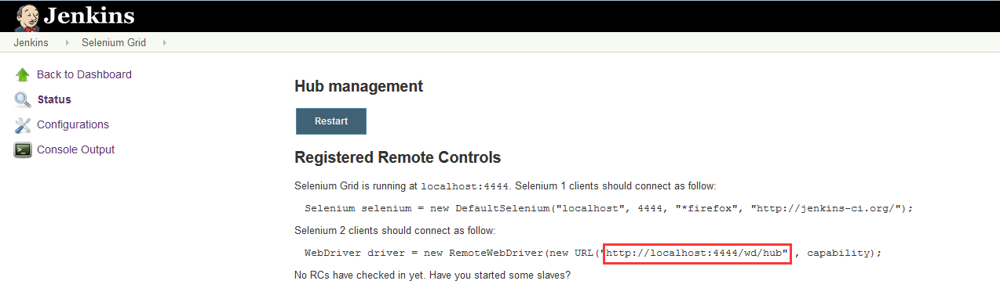 Jenkins
Jenkins Selenium Grid
Back to Dashboard
Status
Configurations
Console Output
Hub management
Restart
Registered Remote Controls
Selenium Grid is running at localhost:4444. Selenium 1 clients should connect as follow:
Selenium selenium = new DefaultSelenium("localhost", 4444, "*firefox", "http://jenkins-ci.org/");
Selenium 2 clients should connect as follow:
WebDriver driver = new RemoteWebDriver(new URL("http://localhost:4444/wd/hub", capability);
No RCs have checked in yet. Have you started some slaves?